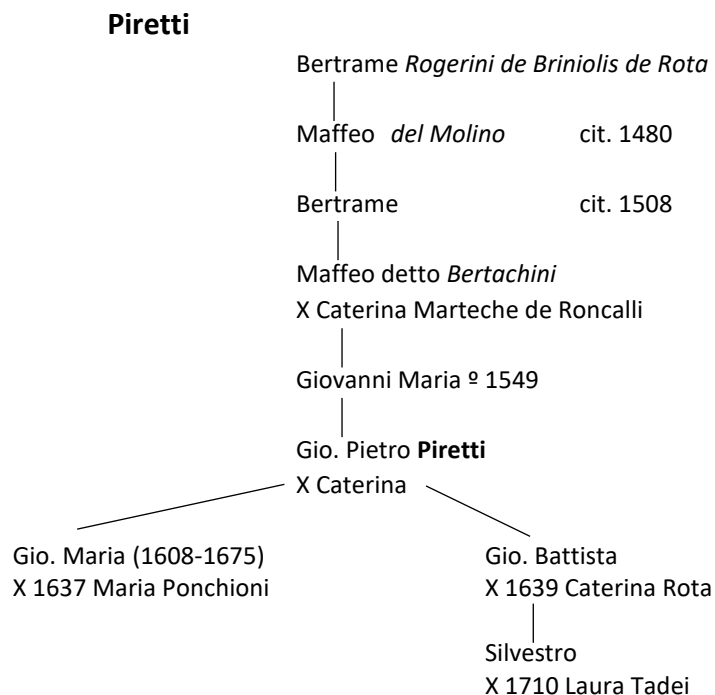 Piretti
Bertrame Rogerini de Briniolis de Rota
Maffeo del Molino cit. 1480
Bertrame cit. 1508
Maffeo detto Bertachini
X Caterina Marteche de Roncalli
Giovanni Maria º 1549
Gio. Pietro Piretti
X Caterina
Gio. Maria (1608-1675)
X 1637 Maria Ponchioni
Gio. Battista
X 1639 Caterina Rota
Silvestro
X 1710 Laura Tadei